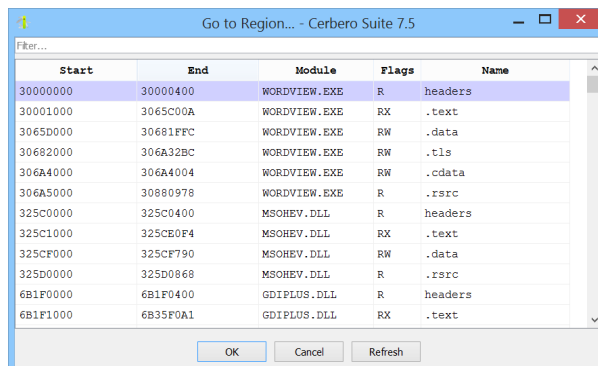 Go to Region... - Cerbero Suite 7.5
Filter...
Start End Module Flags Name
30000000 30000400 WORDVIEW.EXE R headers
30001000 3065C00A WORDVIEW.EXE RX .text
3065D000 30681FFC WORDVIEW.EXE RW .data
30682000 306A32BC WORDVIEW.EXE RW .tls
306A4000 306A4004 WORDVIEW.EXE RW .cdata
306A5000 30880978 WORDVIEW.EXE R .rsrc
325C0000 325C0400 MSOHEV.DLL R headers
325C1000 325CE0F4 MSOHEV.DLL RX .text
325CF000 325CF790 MSOHEV.DLL RW .data
325D0000 325D0868 MSOHEV.DLL R .rsrc
6B1F0000 6B1F0400 GDIPLUS.DLL R headers
6B1F1000 6B35F0A1 GDIPLUS.DLL RX .text
OK Cancel Refresh